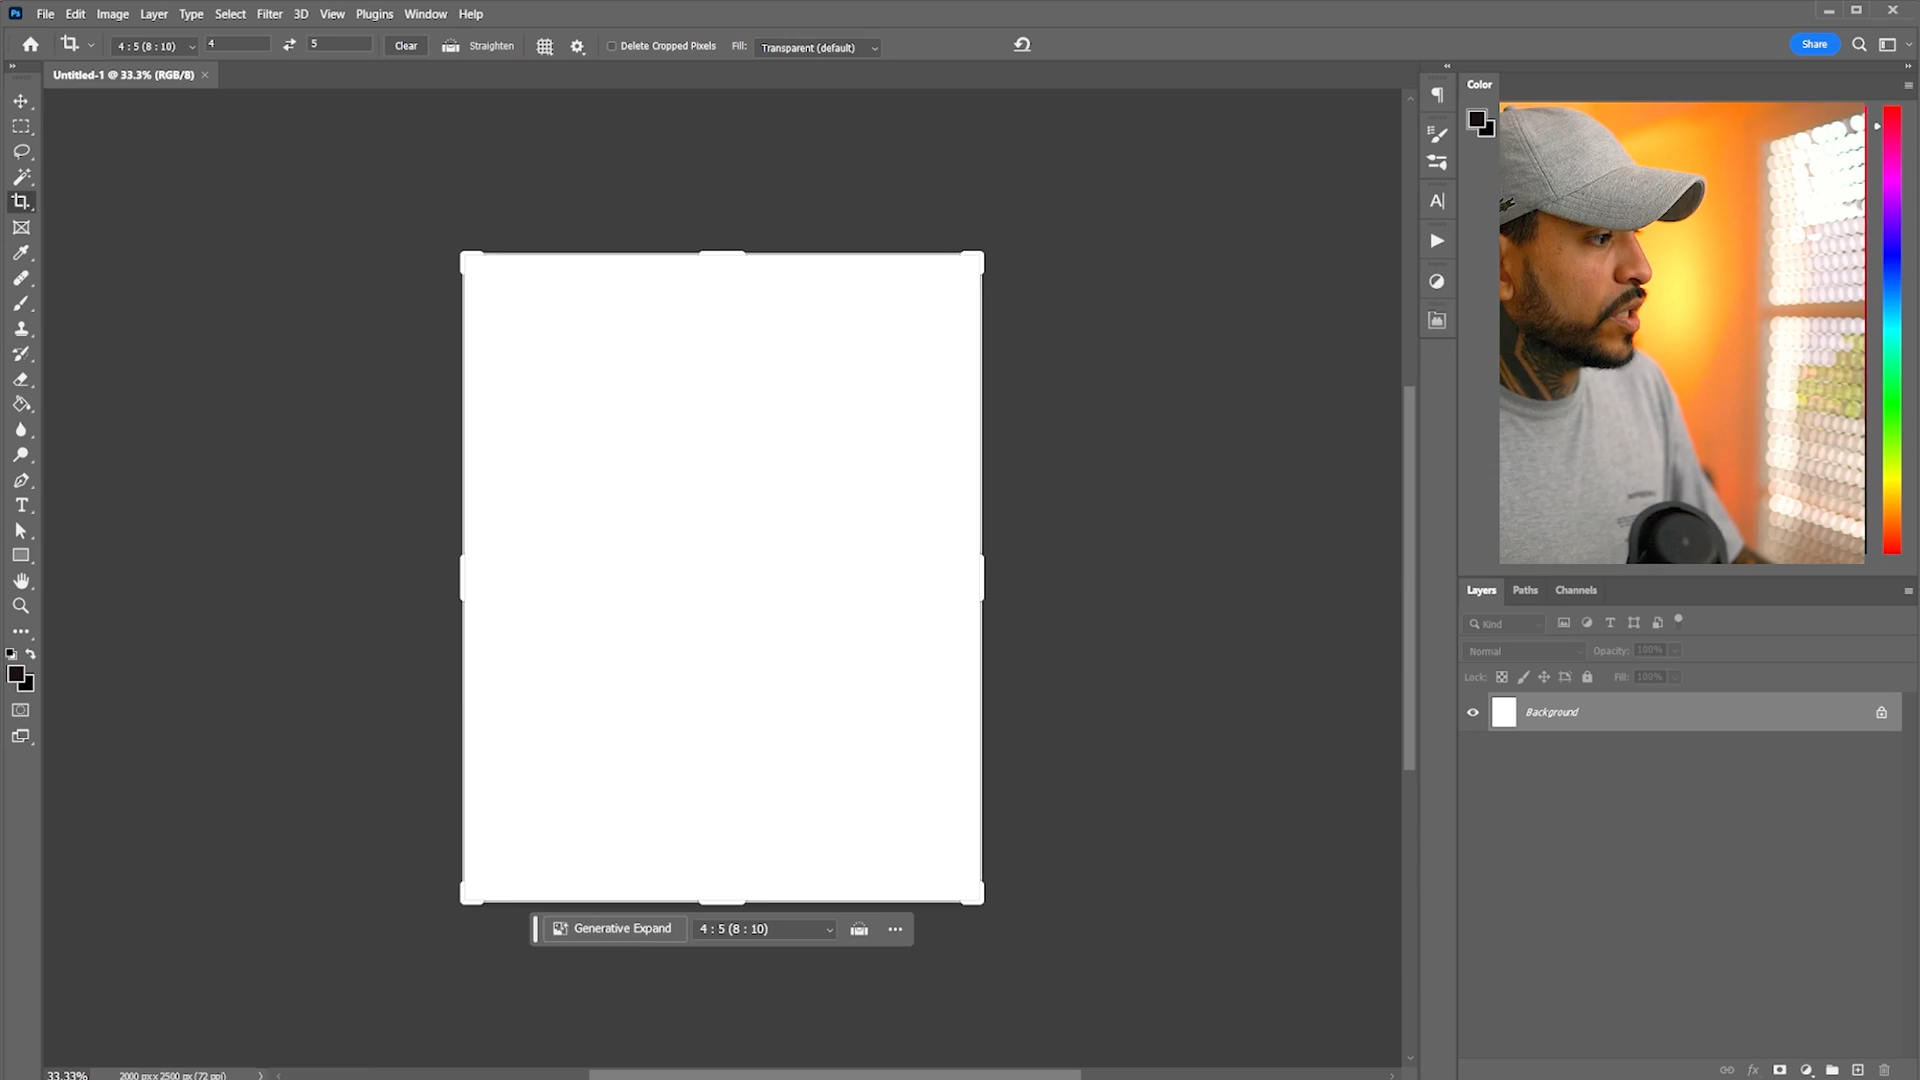 Ps File Edit Image Layer Type Select Filter 3D View Plugins Window Help
4 : 5 (8 : 10) 4 5 Clear Straighten Delete Cropped Pixels Fill: Transparent (default) Share
Untitled-1 @ 33.3% (RGB/8)
Color
Generative Expand 4 : 5 (8 : 10)
Layers Paths Channels
Kind
Normal Opacity: 100%
Lock: Fill: 100%
Background
33.33% 2000 px x 2500 px (72 ppi)